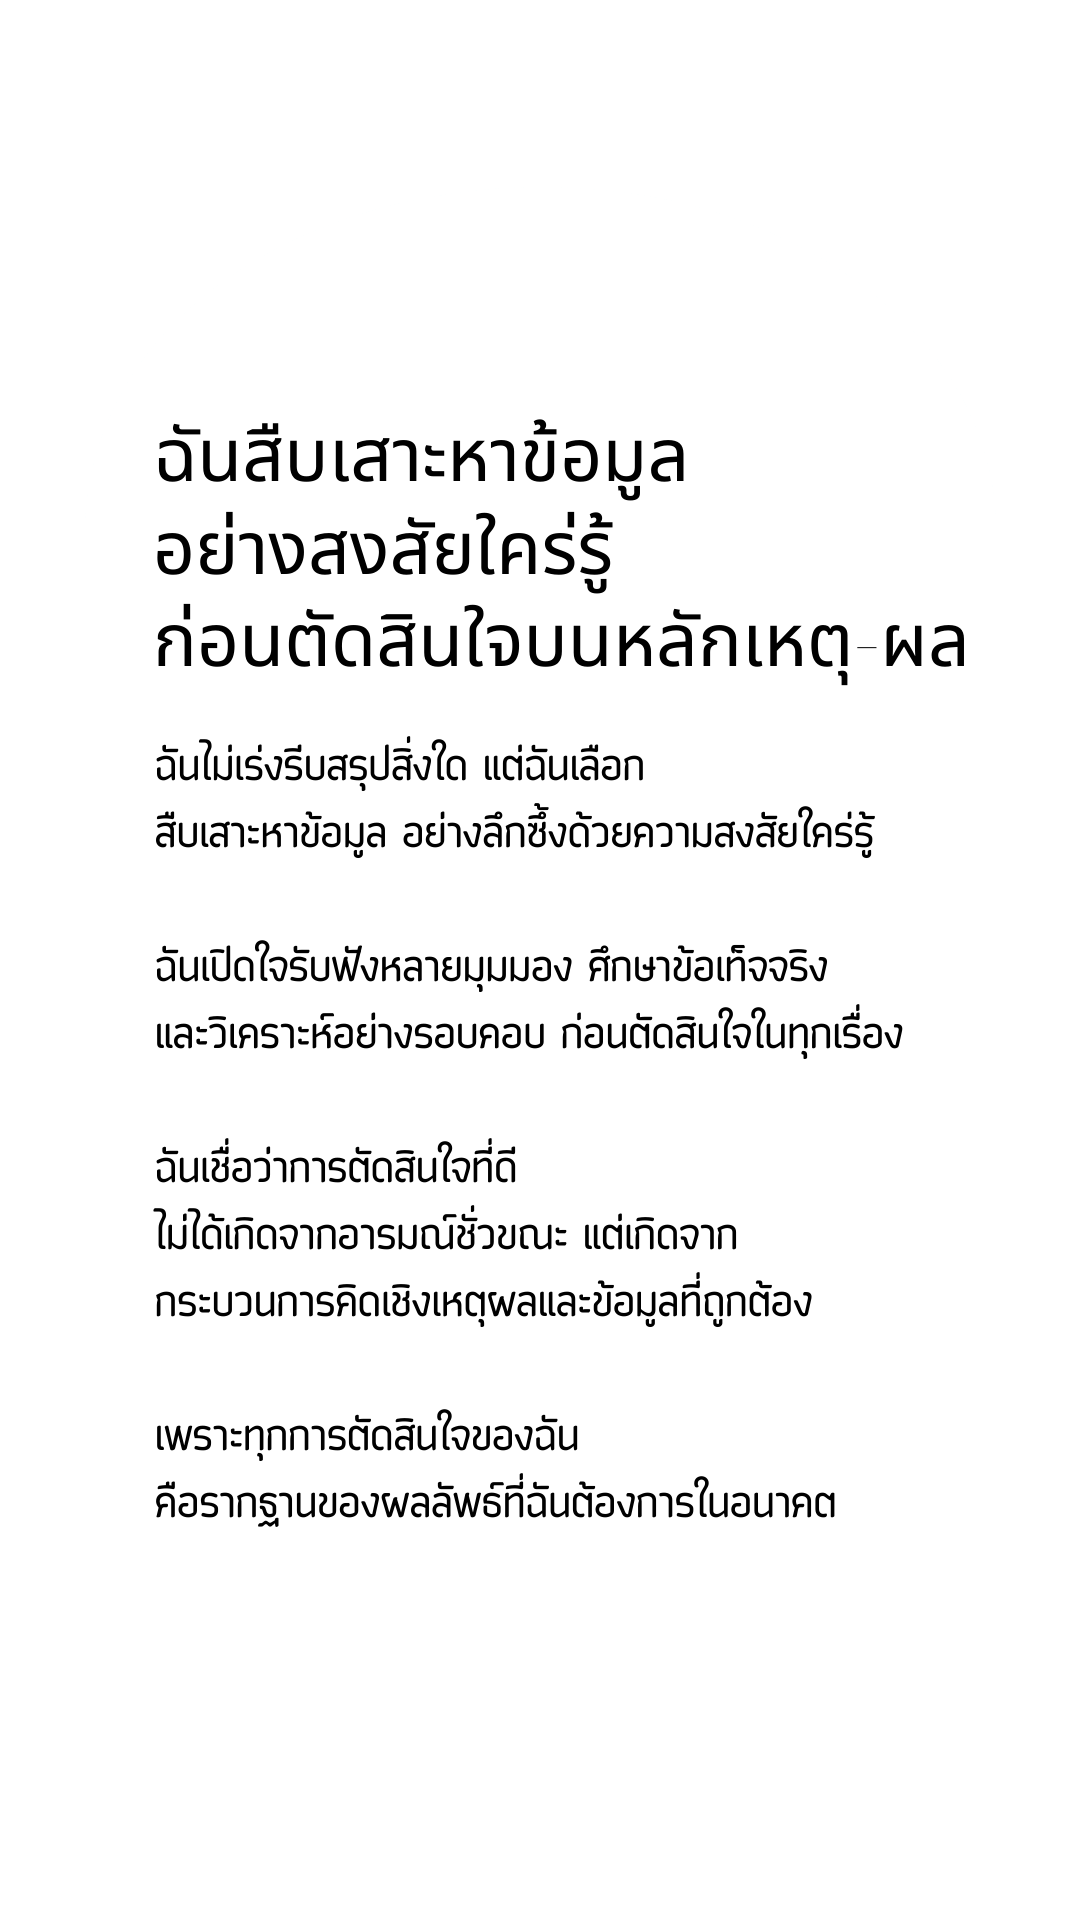 ฉันสืบเสาะหาข้อมูล
อย่างสงสัยใคร่รู้
ก่อนตัดสินใจบนหลักเหตุ-ผล
ฉันไม่เร่งรีบสรุปสิ่งใด แต่ฉันเลือก
สืบเสาะหาข้อมูล อย่างลึกซึ้งด้วยความสงสัยใคร่รู้
ฉันเปิดใจรับฟังหลายมุมมอง ศึกษาข้อเท็จจริง
และวิเคราะห์อย่างรอบคอบ ก่อนตัดสินใจในทุกเรื่อง
ฉันเชื่อว่าการตัดสินใจที่ดี
ไม่ได้เกิดจากอารมณ์ชั่วขณะ แต่เกิดจาก
กระบวนการคิดเชิงเหตุผลและข้อมูลที่ถูกต้อง
เพราะทุกการตัดสินใจของฉัน
คือรากฐานของผลลัพธ์ที่ฉันต้องการในอนาคต